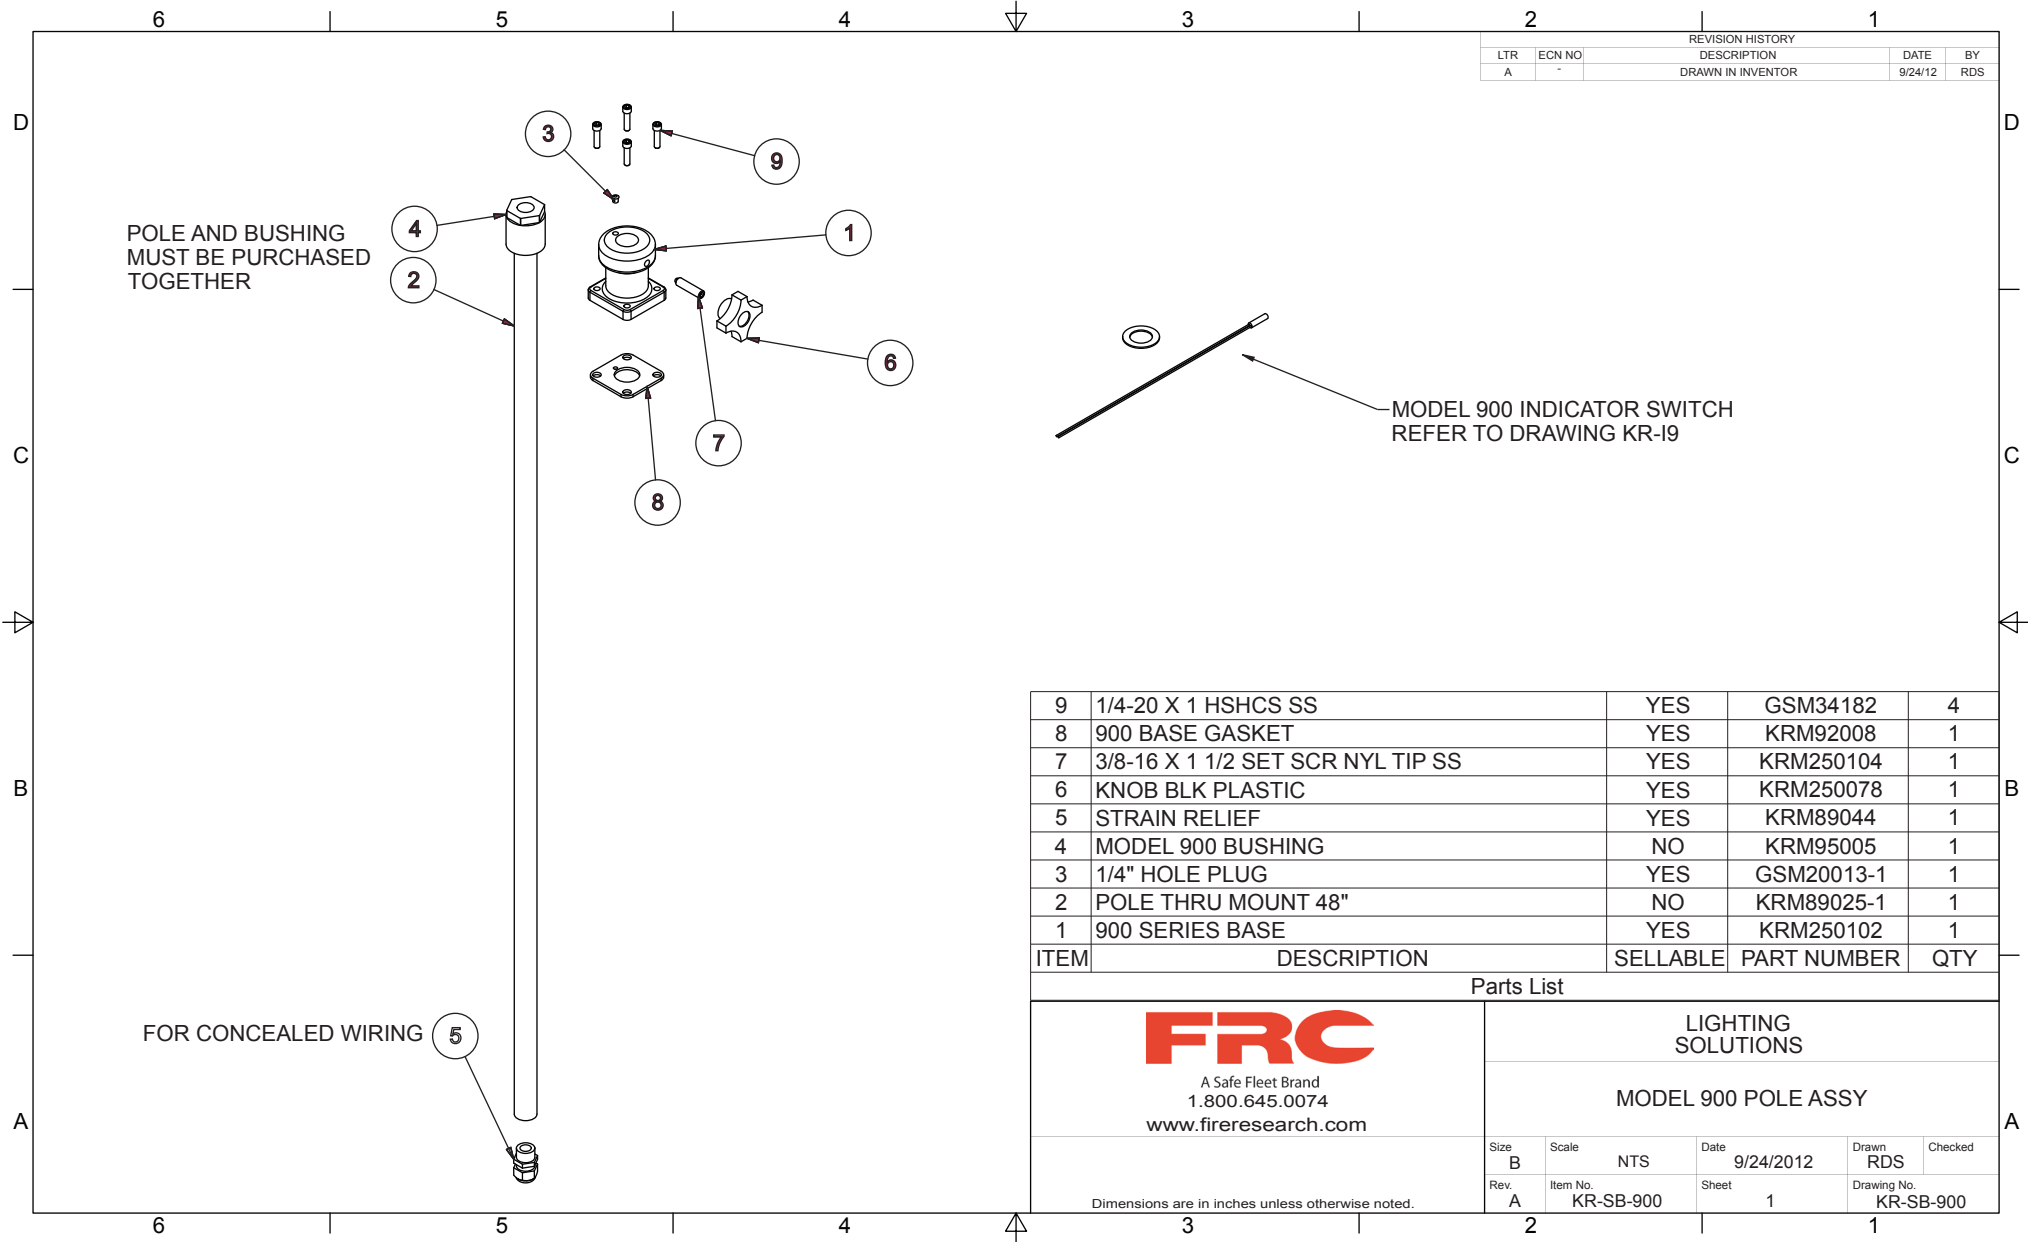 6 5 4 3 2 1
REVISION HISTORY
LTR ECN NO DESCRIPTION DATE BY
A - DRAWN IN INVENTOR 9/24/12 RDS
D D
3
9
4
1
POLE AND BUSHING
MUST BE PURCHASED
TOGETHER
2
6
7
8
MODEL 900 INDICATOR SWITCH
REFER TO DRAWING KR-I9
C C
9 1/4-20 X 1 HSHCS SS YES GSM34182 4
8 900 BASE GASKET YES KRM92008 1
7 3/8-16 X 1 1/2 SET SCR NYL TIP SS YES KRM250104 1
6 KNOB BLK PLASTIC YES KRM250078 1
5 STRAIN RELIEF YES KRM89044 1
4 MODEL 900 BUSHING NO KRM95005 1
3 1/4" HOLE PLUG YES GSM20013-1 1
2 POLE THRU MOUNT 48" NO KRM89025-1 1
1 900 SERIES BASE YES KRM250102 1
ITEM DESCRIPTION SELLABLE PART NUMBER QTY
Parts List
B B
FOR CONCEALED WIRING 5
FRC
A Safe Fleet Brand
1.800.645.0074
www.fireresearch.com
Dimensions are in inches unless otherwise noted.
LIGHTING
SOLUTIONS
MODEL 900 POLE ASSY
Size B Scale NTS Date 9/24/2012 Drawn RDS Checked
Rev. A Item No. KR-SB-900 Sheet 1 Drawing No. KR-SB-900
A A
6 5 4 3 2 1